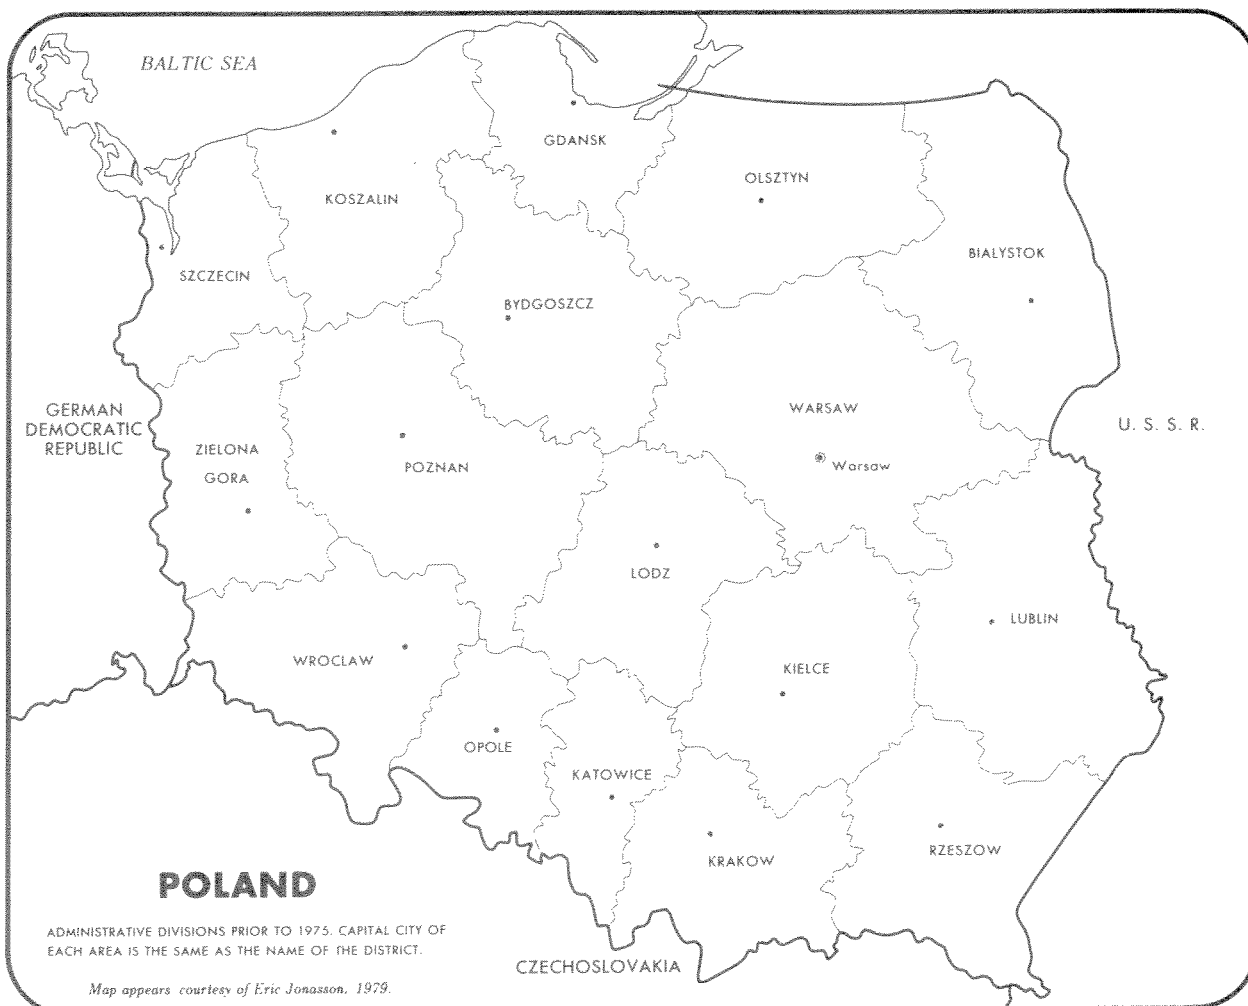 BALTIC SEA
GDANSK
KOSZALIN
OLSZTYN
BIALYSTOK
SZCZECIN
BYDGOSZCZ
GERMAN
DEMOCRATIC
REPUBLIC
WARSAW
Warsaw
U. S. S. R.
ZIELONA
GORA
POZNAN
LODZ
LUBLIN
WROCLAW
KIELCE
OPOLE
KATOWICE
KRAKOW
RZESZOW
POLAND
ADMINISTRATIVE DIVISIONS PRIOR TO 1975. CAPITAL CITY OF
EACH AREA IS THE SAME AS THE NAME OF THE DISTRICT.
CZECHOSLOVAKIA
Map appears courtesy of Eric Jonasson, 1979.